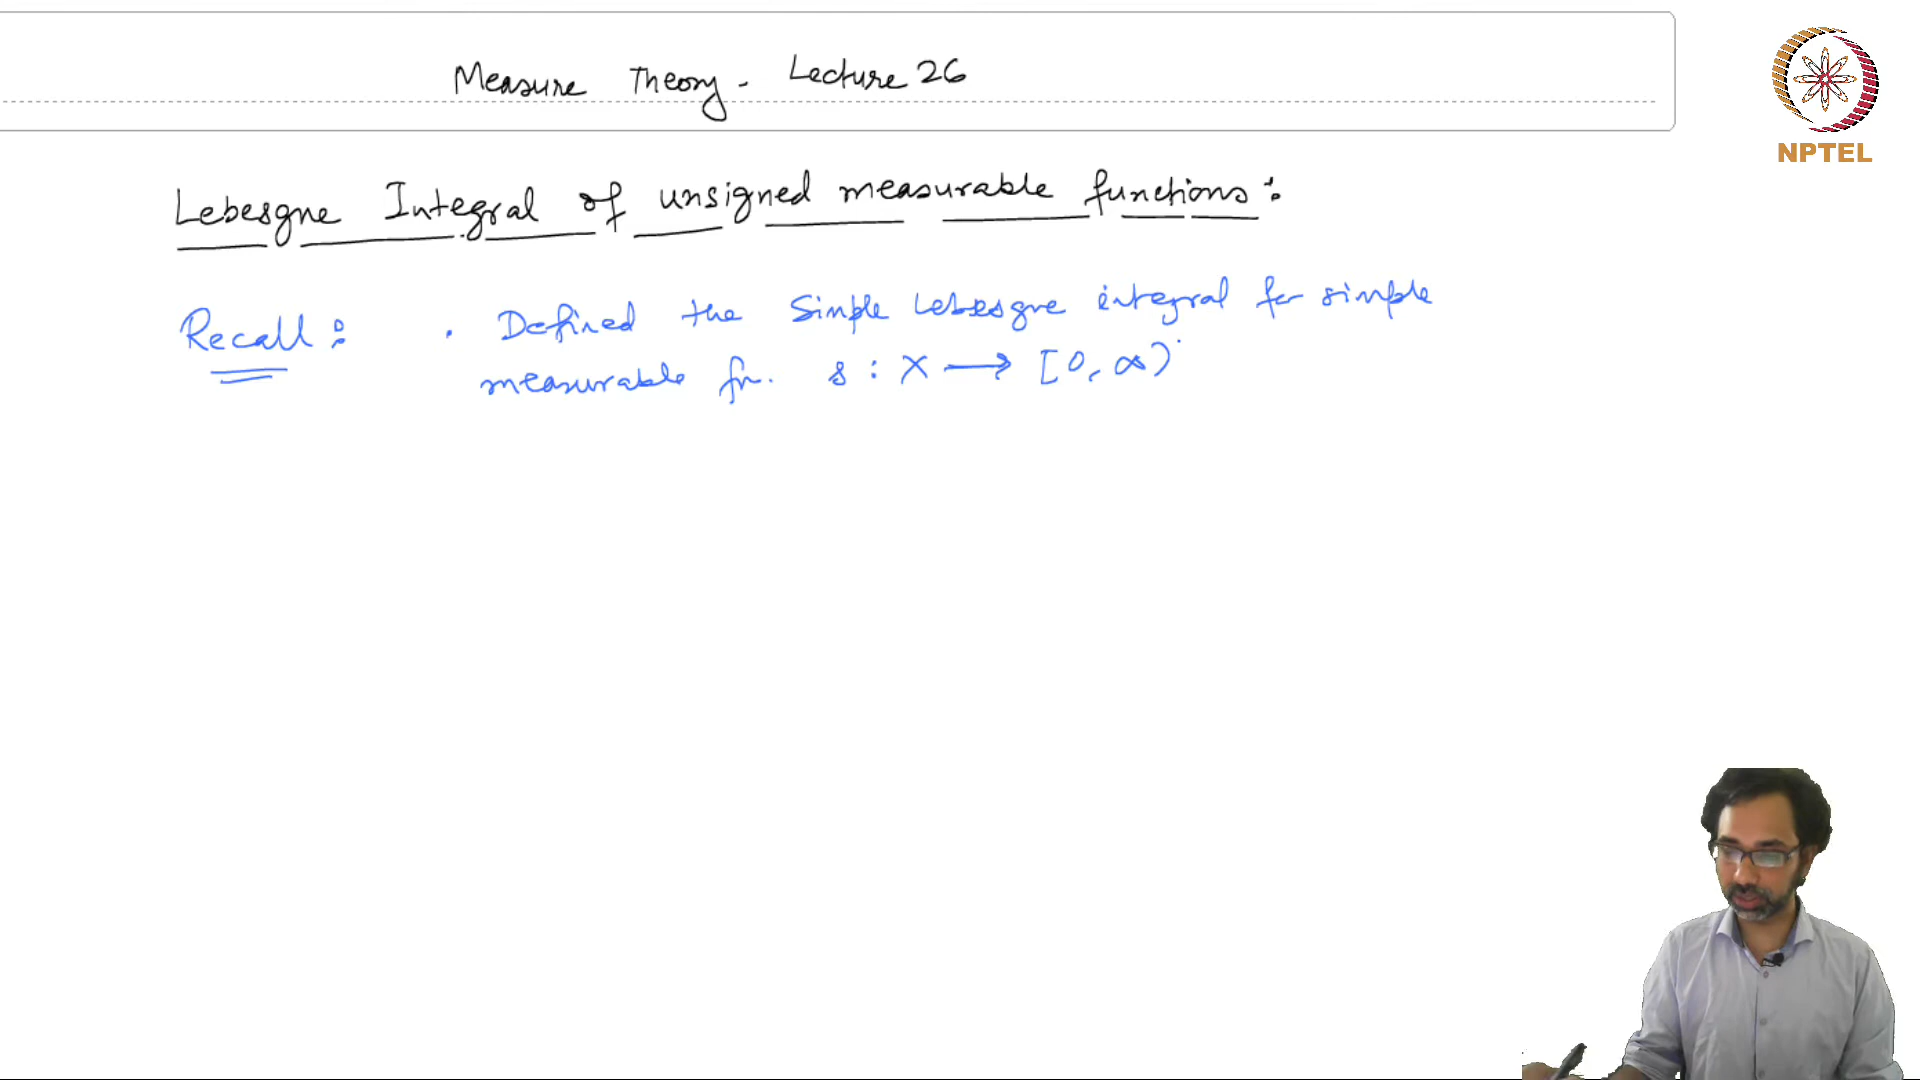 Measure Theory - Lecture 26
NPTEL
Lebesgue Integral of unsigned measurable functions:
Recall: · Defined the Simple Lebesgue integral for simple
measurable fn. s : X ⟶ [0, ∞)